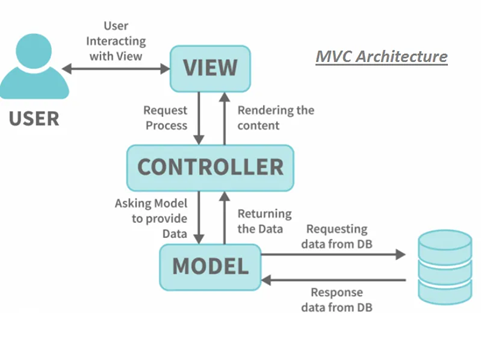 User
Interacting
with View
MVC Architecture
VIEW
USER
Request
Process
Rendering the
content
CONTROLLER
Asking Model
to provide
Data
Returning
the Data
Requesting
data from DB
MODEL
Response
data from DB